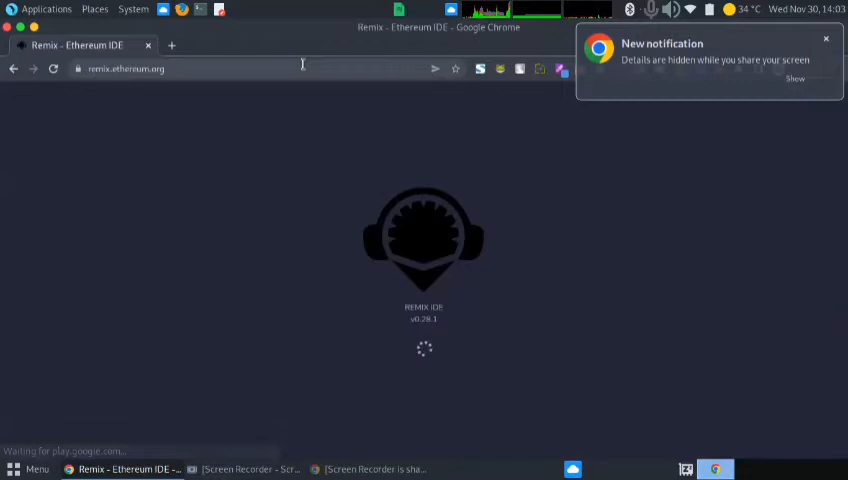 Applications Places System
34 °C Wed Nov 30, 14:03
Remix - Ethereum IDE - Google Chrome
Remix - Ethereum IDE
remix.ethereum.org
New notification
Details are hidden while you share your screen
Show
REMIX IDE
v0.28.1
Waiting for play.google.com...
Menu Remix - Ethereum IDE -... [Screen Recorder - Scr... [Screen Recorder is sha...